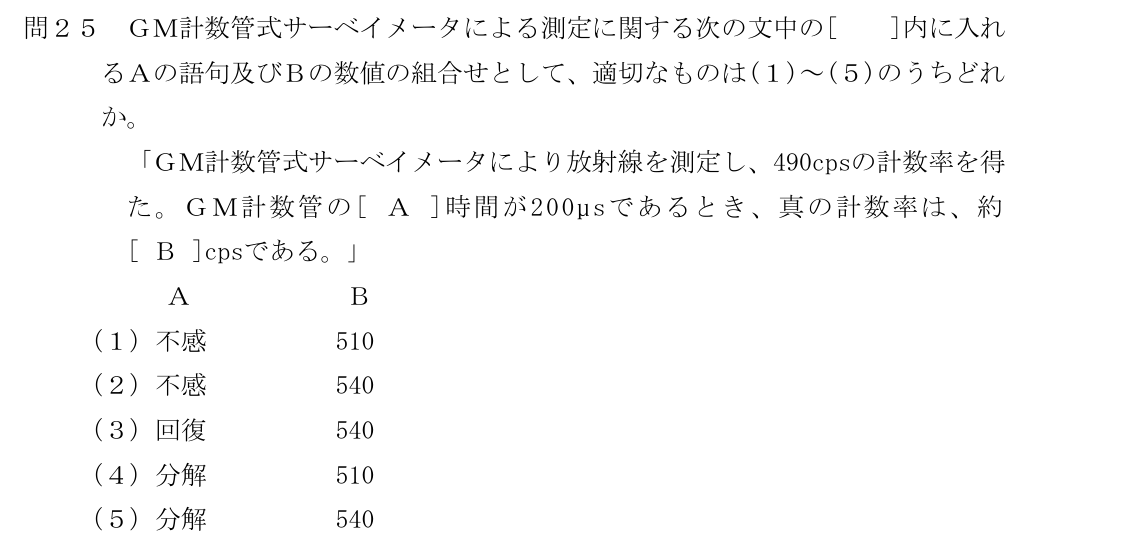 問２５　ＧＭ計数管式サーベイメータによる測定に関する次の文中の[　　]内に入れ
るＡの語句及びＢの数値の組合せとして、適切なものは(１)～(５)のうちどれ
か。
「ＧＭ計数管式サーベイメータにより放射線を測定し、490cpsの計数率を得
た。ＧＭ計数管の[　Ａ　]時間が200µsであるとき、真の計数率は、約
[　Ｂ　]cpsである。」
Ａ　　　　　　Ｂ
(１) 不感　　　　　510
(２) 不感　　　　　540
(３) 回復　　　　　540
(４) 分解　　　　　510
(５) 分解　　　　　540